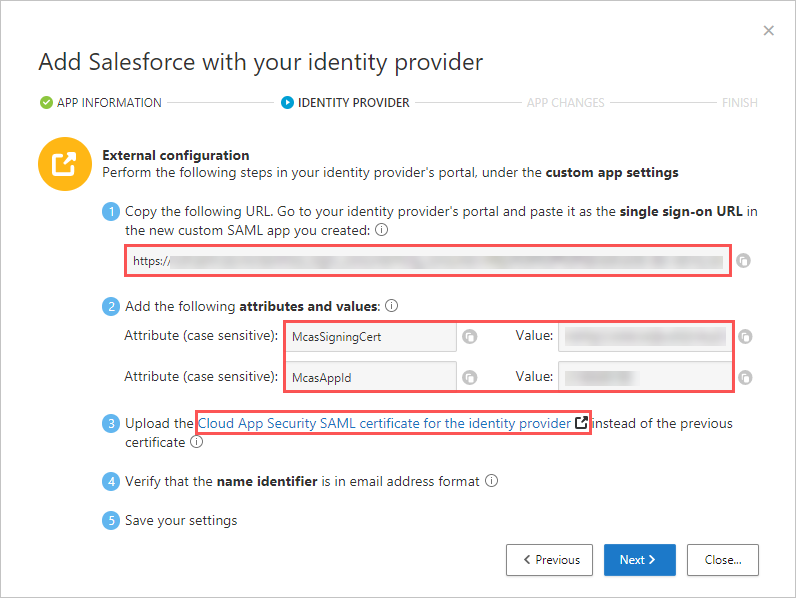 Add Salesforce with your identity provider
APP INFORMATION IDENTITY PROVIDER APP CHANGES FINISH
External configuration
Perform the following steps in your identity provider's portal, under the custom app settings
1 Copy the following URL. Go to your identity provider's portal and paste it as the single sign-on URL in
the new custom SAML app you created:
https://
2 Add the following attributes and values:
Attribute (case sensitive): McasSigningCert Value:
Attribute (case sensitive): McasAppId Value:
3 Upload the Cloud App Security SAML certificate for the identity provider instead of the previous
certificate
4 Verify that the name identifier is in email address format
5 Save your settings
Previous Next Close...